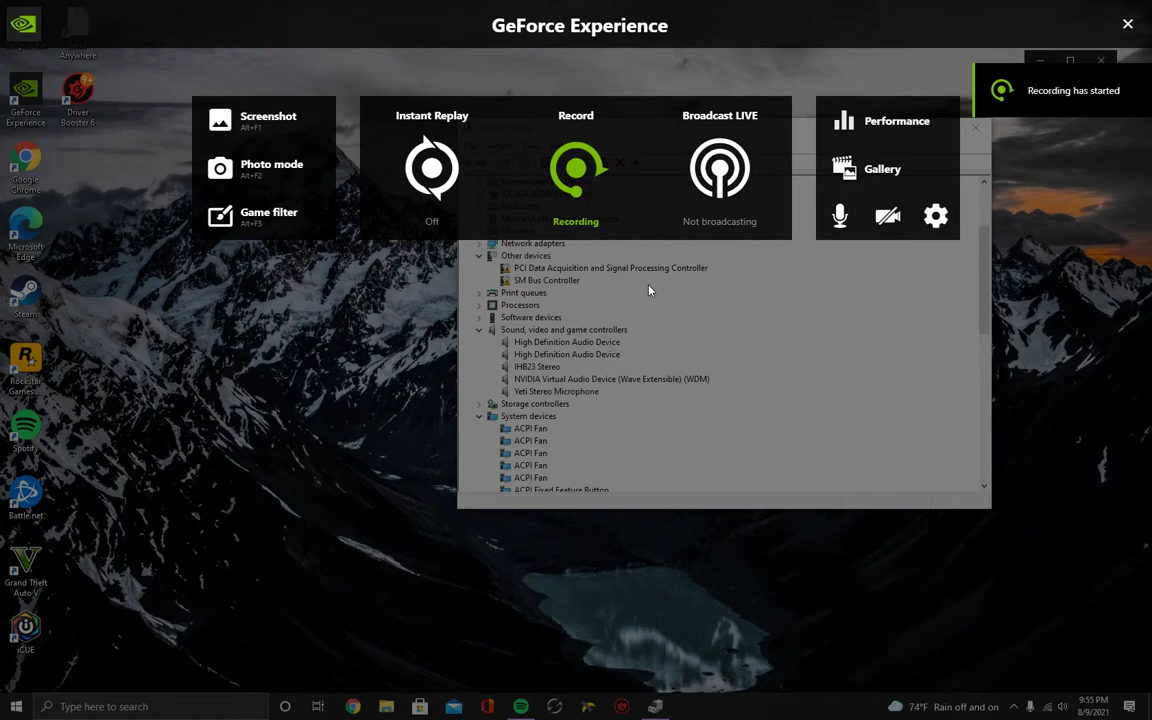 GeForce Experience
Anywhere
GeForce
Experience
Driver
Booster 6
Google
Chrome
Microsoft
Edge
Steam
Rockstar
Games...
Spotify
Battle.net
Grand Theft
Auto V
iCUE
Screenshot
Alt+F1
Photo mode
Alt+F2
Game filter
Alt+F3
Instant Replay
Off
Record
Recording
Broadcast LIVE
Not broadcasting
Performance
Gallery
Recording has started
Network adapters
Other devices
PCI Data Acquisition and Signal Processing Controller
SM Bus Controller
Print queues
Processors
Software devices
Sound, video and game controllers
High Definition Audio Device
High Definition Audio Device
IHB23 Stereo
NVIDIA Virtual Audio Device (Wave Extensible) (WDM)
Yeti Stereo Microphone
Storage controllers
System devices
ACPI Fan
ACPI Fan
ACPI Fan
ACPI Fan
ACPI Fan
ACPI Fixed Feature Button
Type here to search
74°F Rain off and on
9:55 PM
8/9/2021